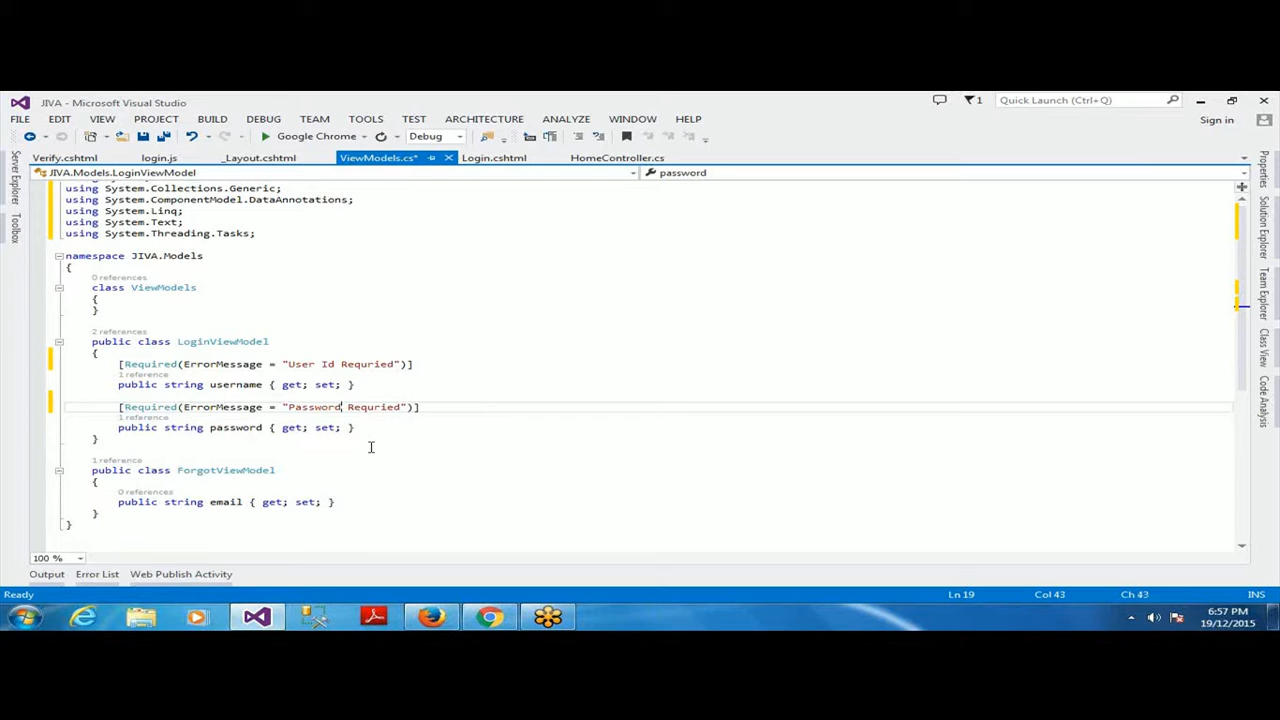 JIVA - Microsoft Visual Studio
1
Quick Launch (Ctrl+Q)
FILE EDIT VIEW PROJECT BUILD DEBUG TEAM TOOLS TEST ARCHITECTURE ANALYZE WINDOW HELP
Sign in
Google Chrome Debug
Verify.cshtml login.js _Layout.cshtml ViewModels.cs* Login.cshtml HomeController.cs
JIVA.Models.LoginViewModel password
Server Explorer
Toolbox
using System.Collections.Generic;
using System.ComponentModel.DataAnnotations;
using System.Linq;
using System.Text;
using System.Threading.Tasks;
namespace JIVA.Models
{
0 references
class ViewModels
{
}
2 references
public class LoginViewModel
{
[Required(ErrorMessage = "User Id Requried")]
1 reference
public string username { get; set; }
[Required(ErrorMessage = "Password Requried")]
1 reference
public string password { get; set; }
}
1 reference
public class ForgotViewModel
{
0 references
public string email { get; set; }
}
}
Properties
Solution Explorer
Team Explorer
Class View
Code Analysis
100 %
Output Error List Web Publish Activity
Ready Ln 19 Col 43 Ch 43 INS
6:57 PM
19/12/2015